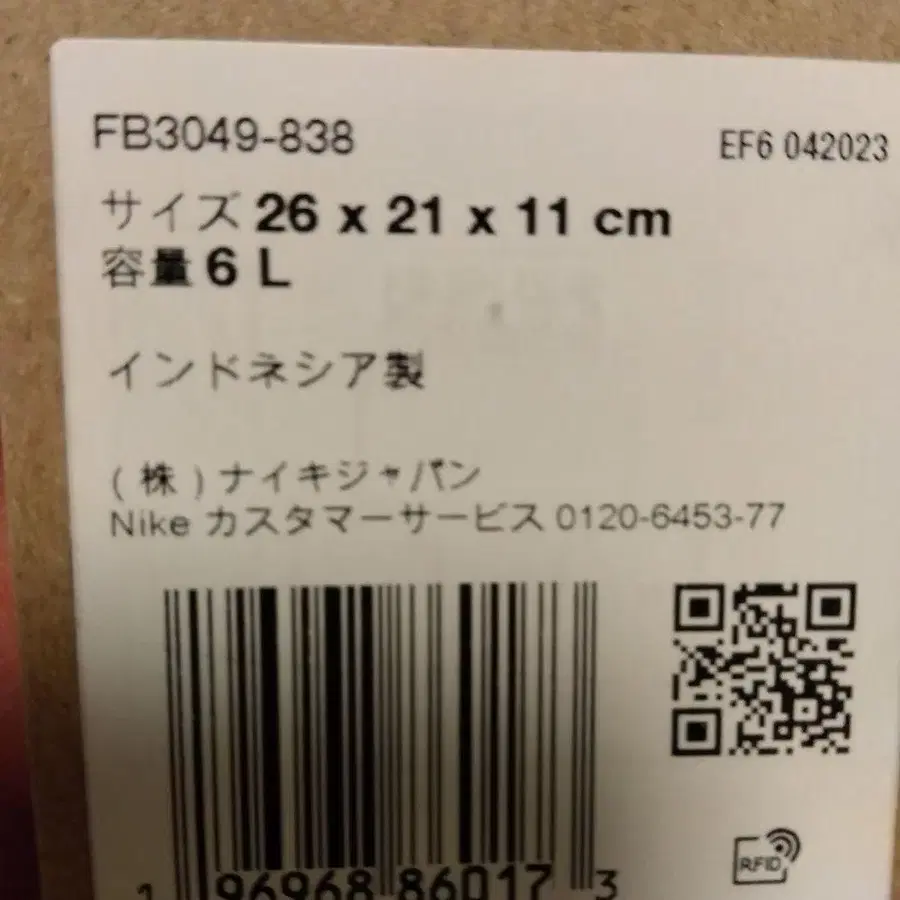 FB3049-838
EF6 042023
サイズ 26 x 21 x 11 cm
容量 6 L
インドネシア製
(株)ナイキジャパン
Nike カスタマーサービス 0120-6453-77
RFID
1 96968 86017 3